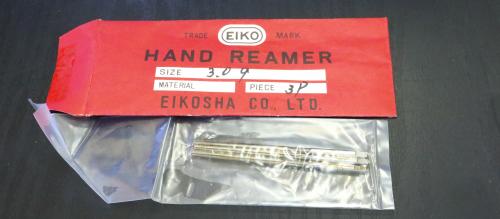 TRADE EIKO MARK
HAND REAMER
SIZE 3.04
MATERIAL PIECE 3P
EIKOSHA CO., LTD.